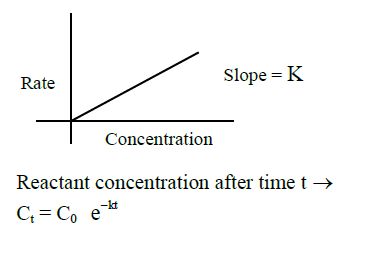 Rate
Slope = K
Concentration
Reactant concentration after time t →
Cₜ = C₀ e⁻ᵏᵗ